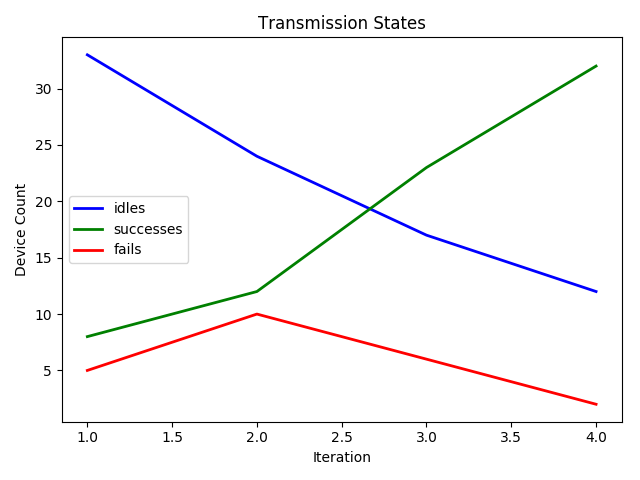 Transmission States
Device Count
30
25
20
15
10
5
idles
successes
fails
1.0 1.5 2.0 2.5 3.0 3.5 4.0
Iteration